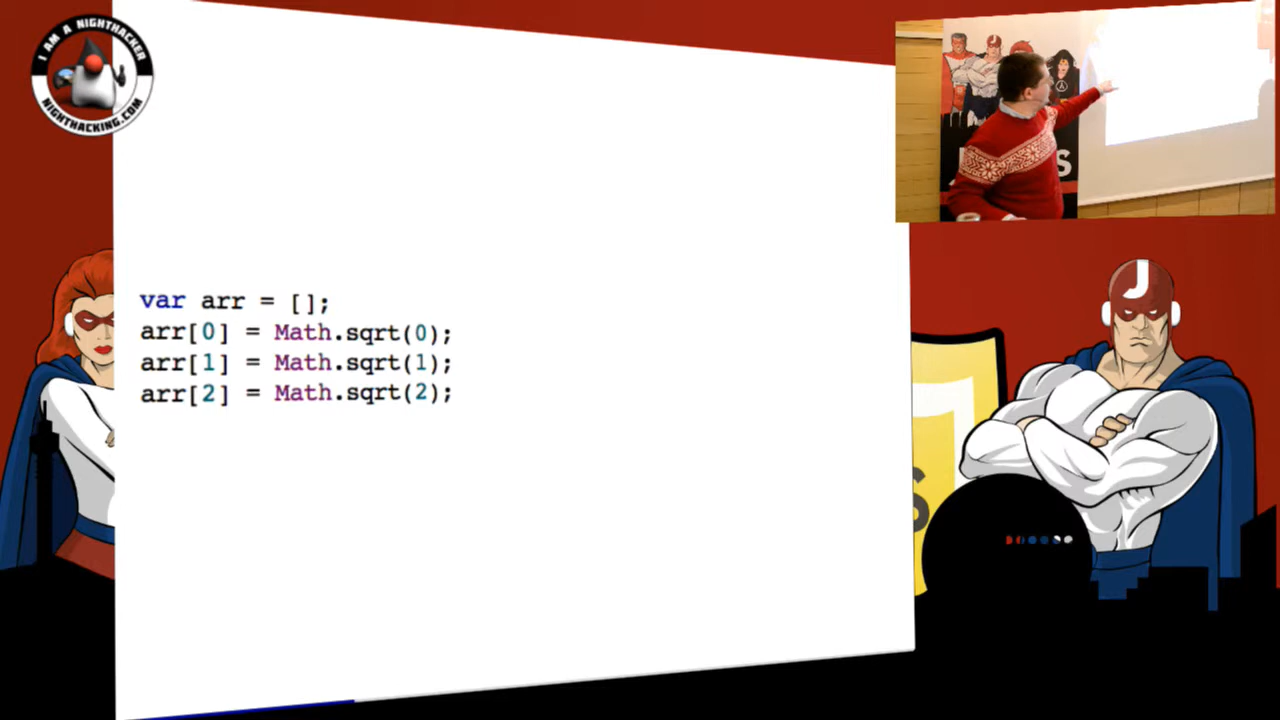 I AM A NIGHTHACKER
NIGHTHACKING.COM
var arr = [];
arr[0] = Math.sqrt(0);
arr[1] = Math.sqrt(1);
arr[2] = Math.sqrt(2);
J
J
S
S